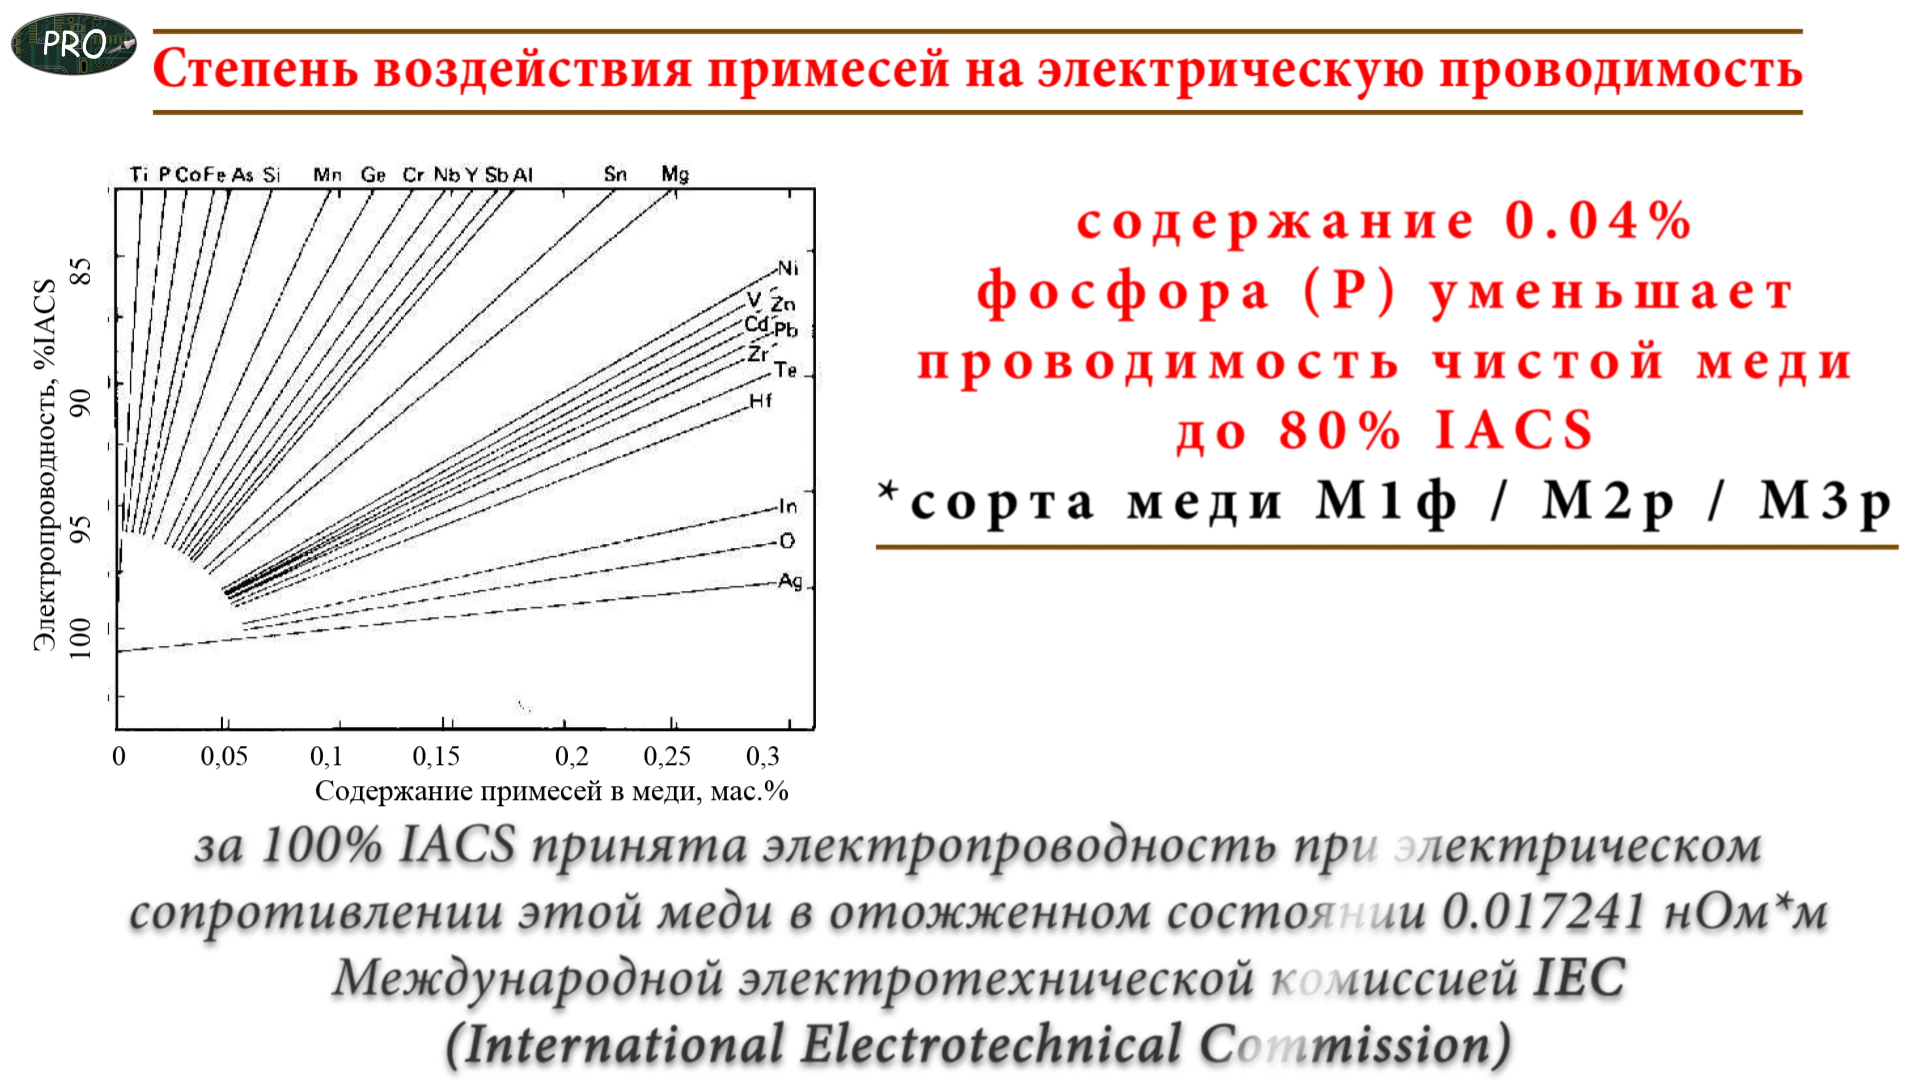 PRO
Степень воздействия примесей на электрическую проводимость
Ti P Co Fe As Si Mn Ge Cr Nb Y Sb Al Sn Mg
Ni
V Zn
Cd Pb
Zr
Te
Hf
In
O
Ag
Электропроводность, %IACS
85
90
95
100
0 0,05 0,1 0,15 0,2 0,25 0,3
Содержание примесей в меди, мас.%
содержание 0.04%
фосфора (P) уменьшает
проводимость чистой меди
до 80% IACS
*сорта меди М1ф / М2р / М3р
за 100% IACS принята электропроводность при электрическом
сопротивлении этой меди в отожженном состоянии 0.017241 нОм*м
Международной электротехнической комиссией IEC
(International Electrotechnical Commission)